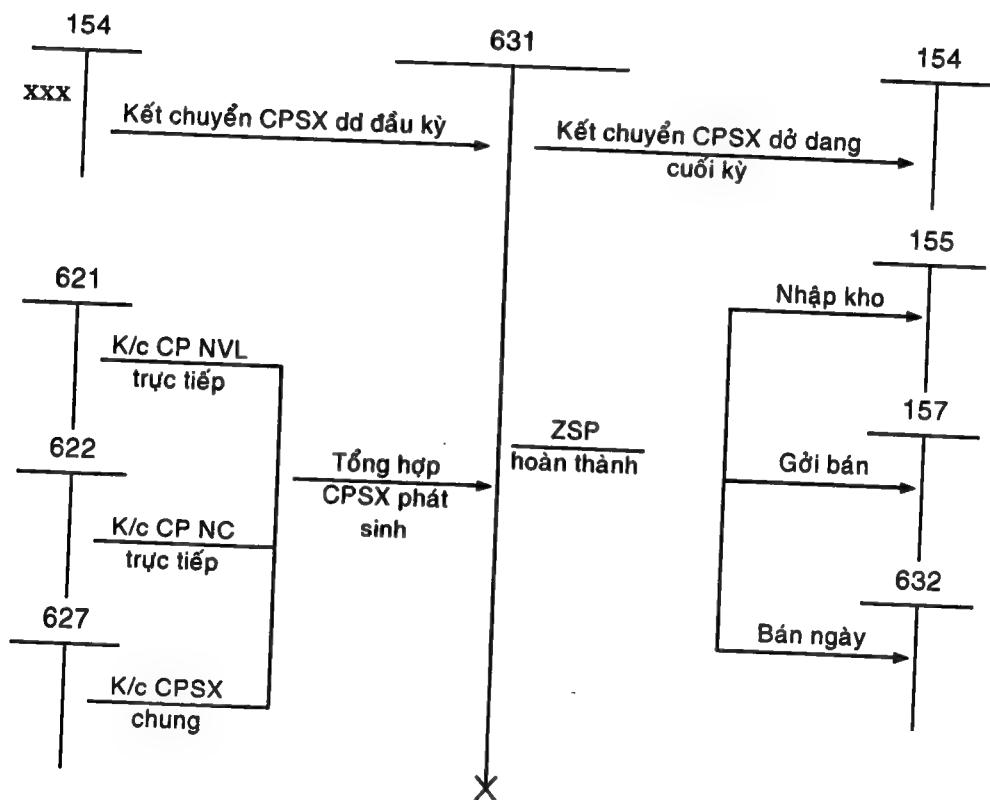 154
xxx
Kết chuyển CPSX dd đầu kỳ
631
Kết chuyển CPSX dở dang
cuối kỳ
154
621
K/c CP NVL
trực tiếp
622
K/c CP NC
trực tiếp
627
K/c CPSX
chung
Tổng hợp
CPSX phát
sinh
ZSP
hoàn thành
155
Nhập kho
157
Gởi bán
632
Bán ngày